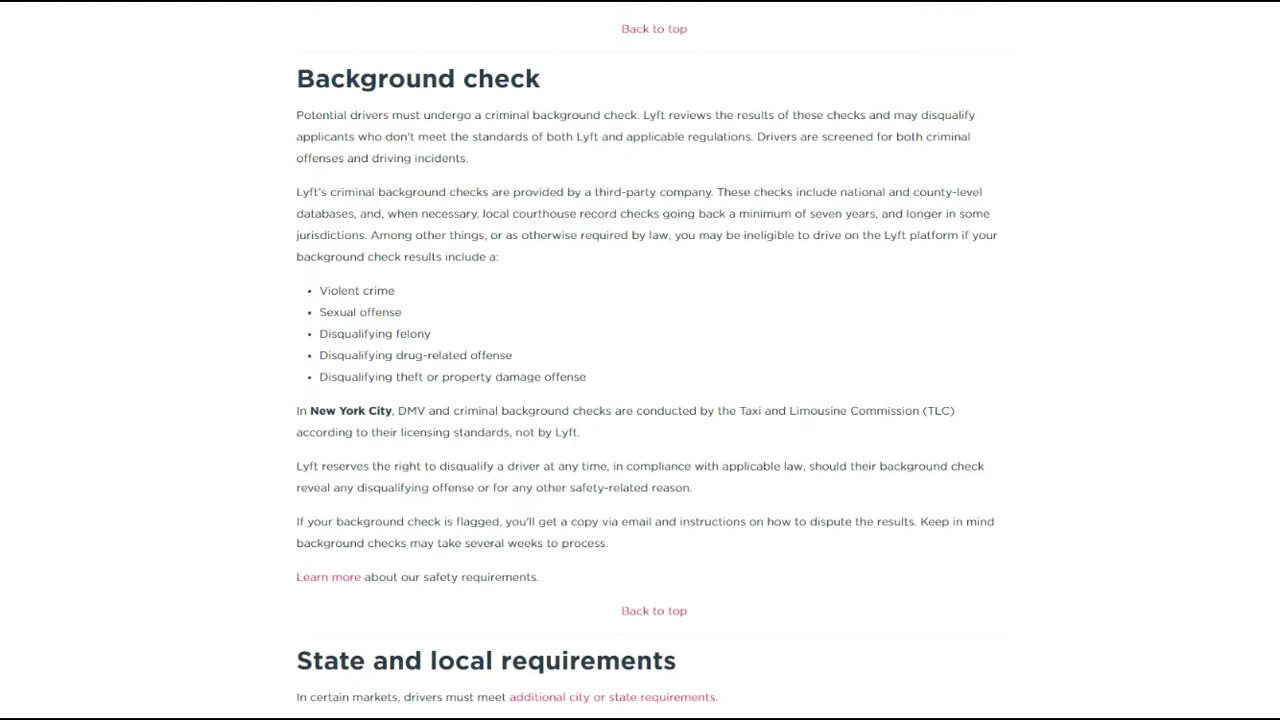 Back to top
Background check
Potential drivers must undergo a criminal background check. Lyft reviews the results of these checks and may disqualify
applicants who don't meet the standards of both Lyft and applicable regulations. Drivers are screened for both criminal
offenses and driving incidents.
Lyft's criminal background checks are provided by a third-party company. These checks include national and county-level
databases, and, when necessary, local courthouse record checks going back a minimum of seven years, and longer in some
jurisdictions. Among other things, or as otherwise required by law, you may be ineligible to drive on the Lyft platform if your
background check results include a:
• Violent crime
• Sexual offense
• Disqualifying felony
• Disqualifying drug-related offense
• Disqualifying theft or property damage offense
In New York City, DMV and criminal background checks are conducted by the Taxi and Limousine Commission (TLC)
according to their licensing standards, not by Lyft.
Lyft reserves the right to disqualify a driver at any time, in compliance with applicable law, should their background check
reveal any disqualifying offense or for any other safety-related reason.
If your background check is flagged, you'll get a copy via email and instructions on how to dispute the results. Keep in mind
background checks may take several weeks to process.
Learn more about our safety requirements.
Back to top
State and local requirements
In certain markets, drivers must meet additional city or state requirements.